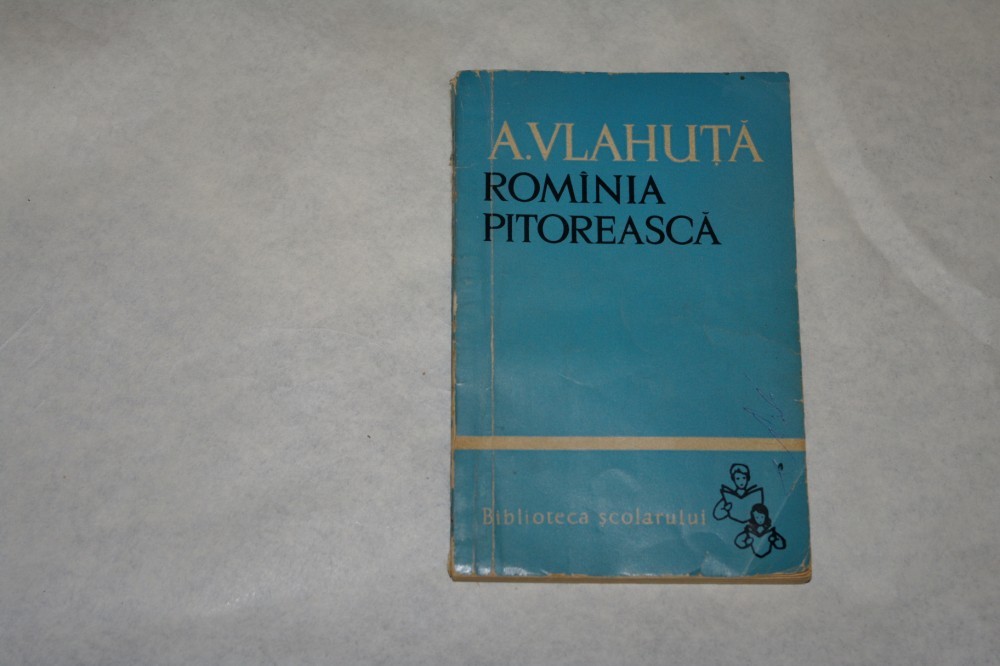 A. VLAHUȚĂ
ROMÎNIA
PITOREASCĂ
Biblioteca școlarului